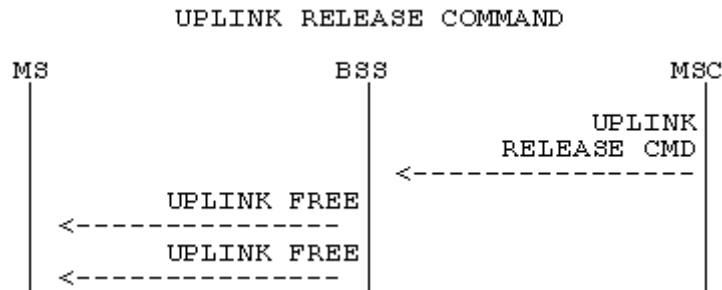 UPLINK RELEASE COMMAND
MS BSS MSC
UPLINK
RELEASE CMD
UPLINK FREE
UPLINK FREE